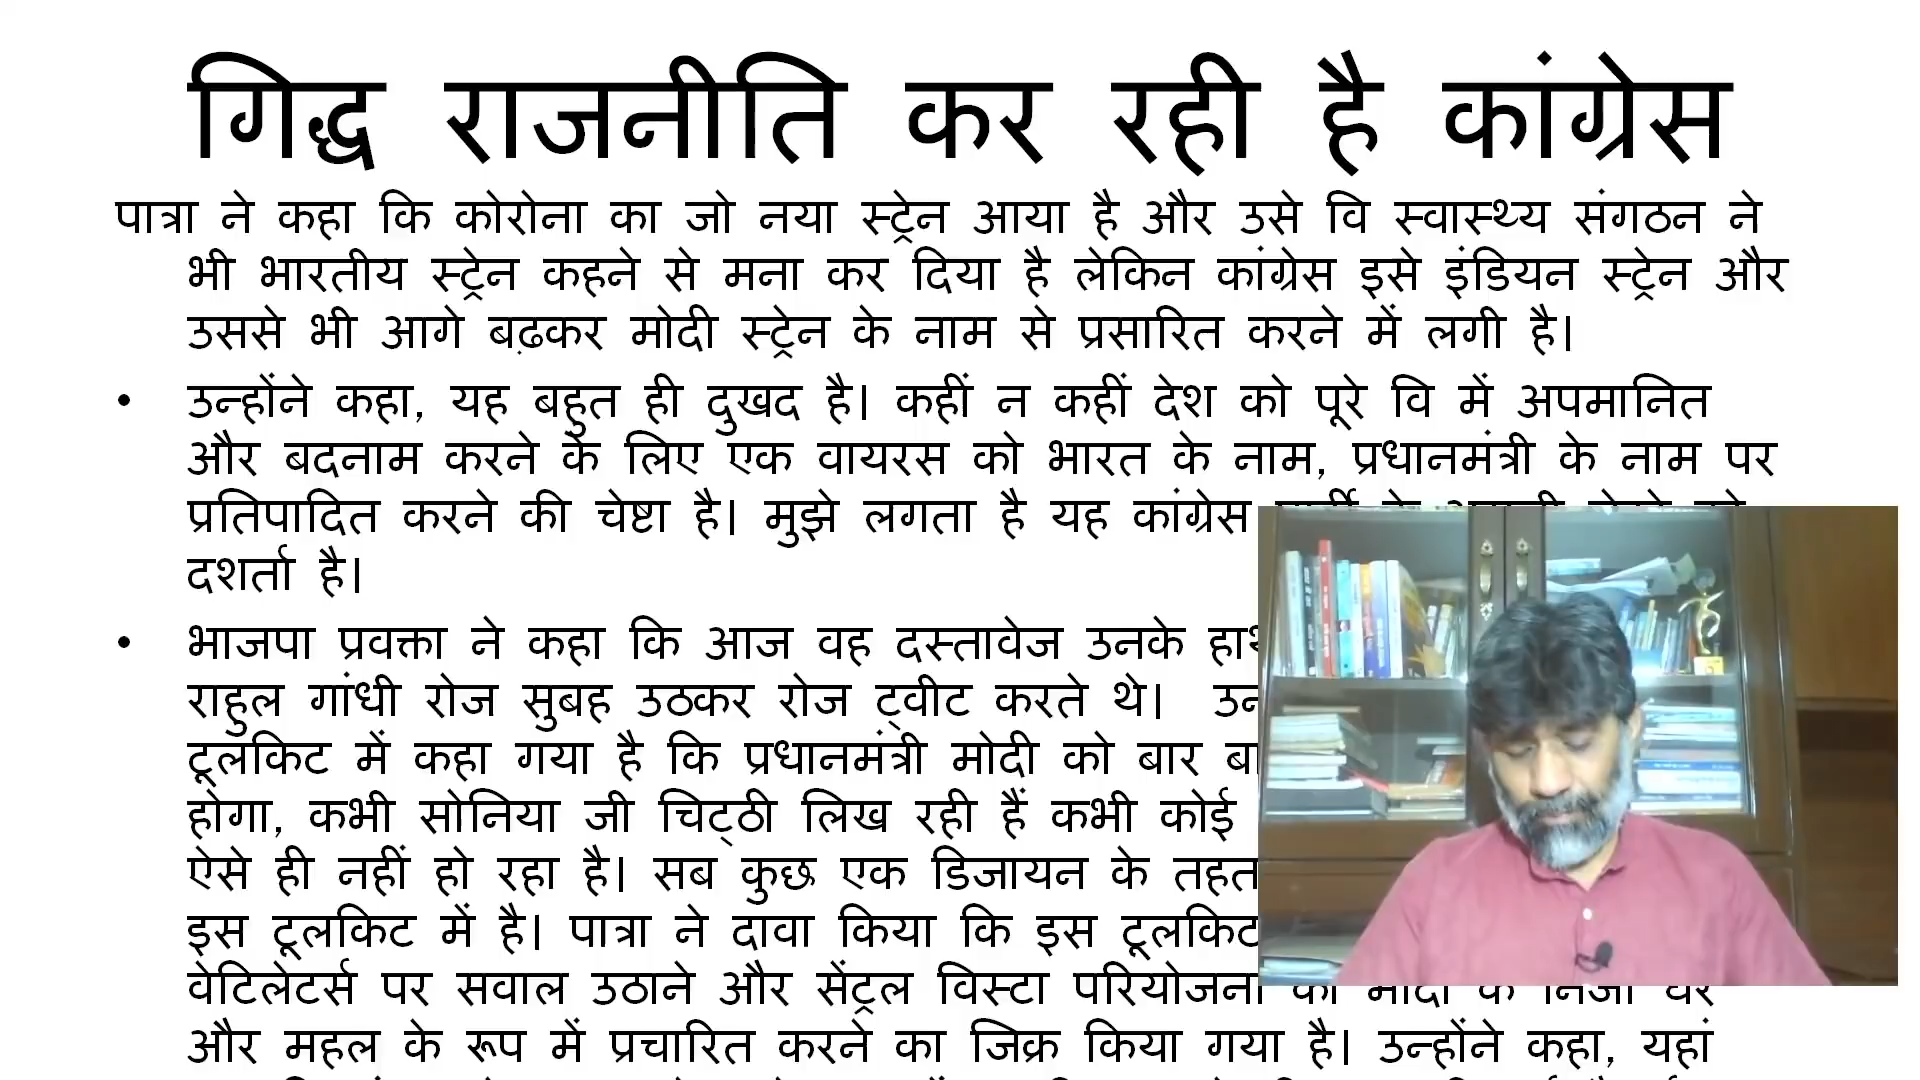 गिद्ध राजनीति कर रही है कांग्रेस
पात्रा ने कहा कि कोरोना का जो नया स्ट्रेन आया है और उसे वि स्वास्थ्य संगठन ने
भी भारतीय स्ट्रेन कहने से मना कर दिया है लेकिन कांग्रेस इसे इंडियन स्ट्रेन और
उससे भी आगे बढ़कर मोदी स्ट्रेन के नाम से प्रसारित करने में लगी है।
• उन्होंने कहा, यह बहुत ही दुखद है। कहीं न कहीं देश को पूरे वि में अपमानित
और बदनाम करने के लिए एक वायरस को भारत के नाम, प्रधानमंत्री के नाम पर
प्रतिपादित करने की चेष्टा है। मुझे लगता है यह कांग्रेस
दशर्ता है।
• भाजपा प्रवक्ता ने कहा कि आज वह दस्तावेज उनके
राहुल गांधी रोज सुबह उठकर रोज ट्वीट करते थे।
टूलकिट में कहा गया है कि प्रधानमंत्री मोदी को बार
होगा, कभी सोनिया जी चिट्ठी लिख रही हैं कभी कोई
ऐसे ही नहीं हो रहा है। सब कुछ एक डिजायन के तहत
इस टूलकिट में है। पात्रा ने दावा किया कि इस टूलकिट
वेटिलेटर्स पर सवाल उठाने और सेंट्रल विस्टा परियोजना
और महल के रूप में प्रचारित करने का जिक्र किया गया है। उन्होंने कहा, यहां